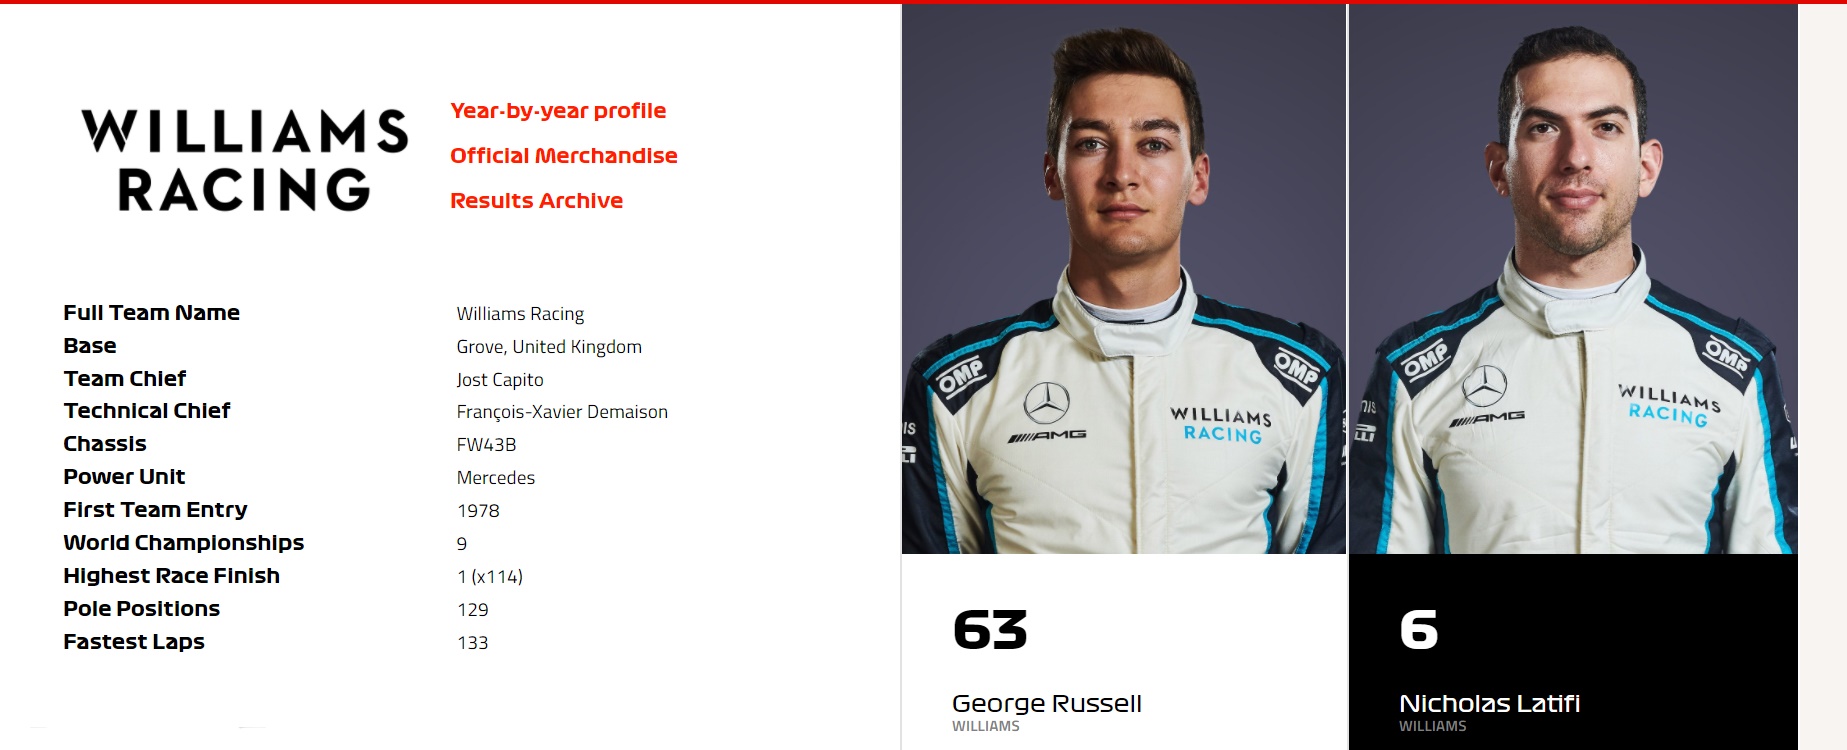 WILLIAMS
RACING
Year-by-year profile
Official Merchandise
Results Archive
Full Team Name Williams Racing
Base Grove, United Kingdom
Team Chief Jost Capito
Technical Chief François-Xavier Demaison
Chassis FW43B
Power Unit Mercedes
First Team Entry 1978
World Championships 9
Highest Race Finish 1 (x114)
Pole Positions 129
Fastest Laps 133
OMP
OMP
AMG
WILLIAMS
RACING
63
George Russell
WILLIAMS
OMP
OMP
AMG
WILLIAMS
RACING
6
Nicholas Latifi
WILLIAMS